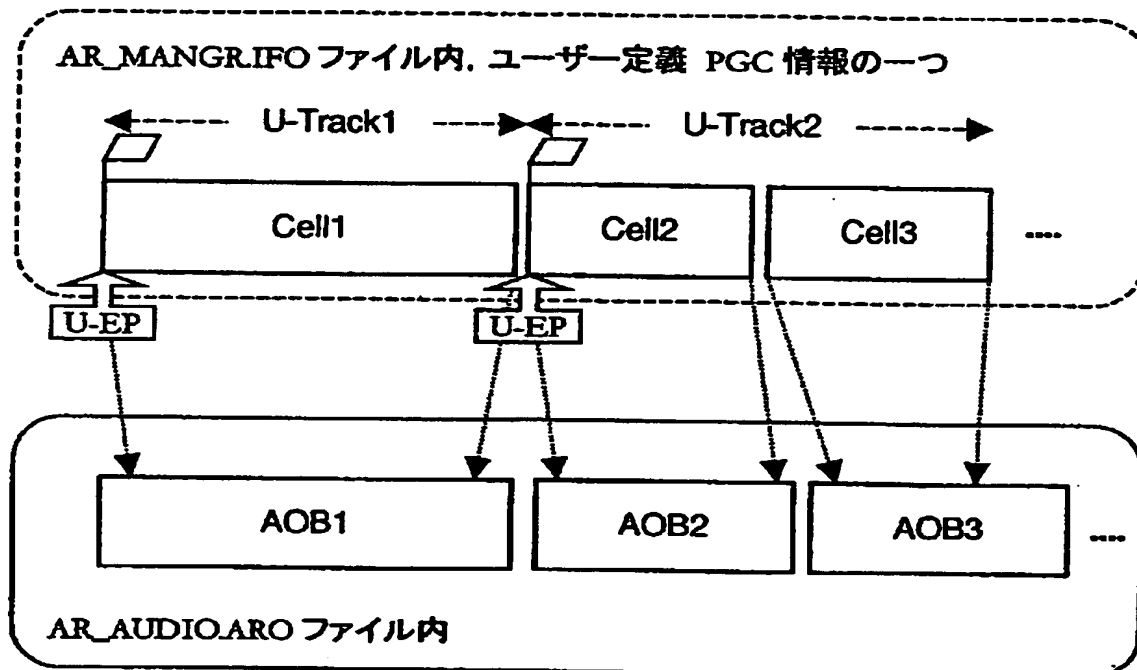 AR_MANGR.IFO ファイル内, ユーザー定義 PGC 情報の一つ
U-Track1 U-Track2
Cell1 Cell2 Cell3 ----
U-EP U-EP
AOB1 AOB2 AOB3 ----
AR_AUDIO.ARO ファイル内